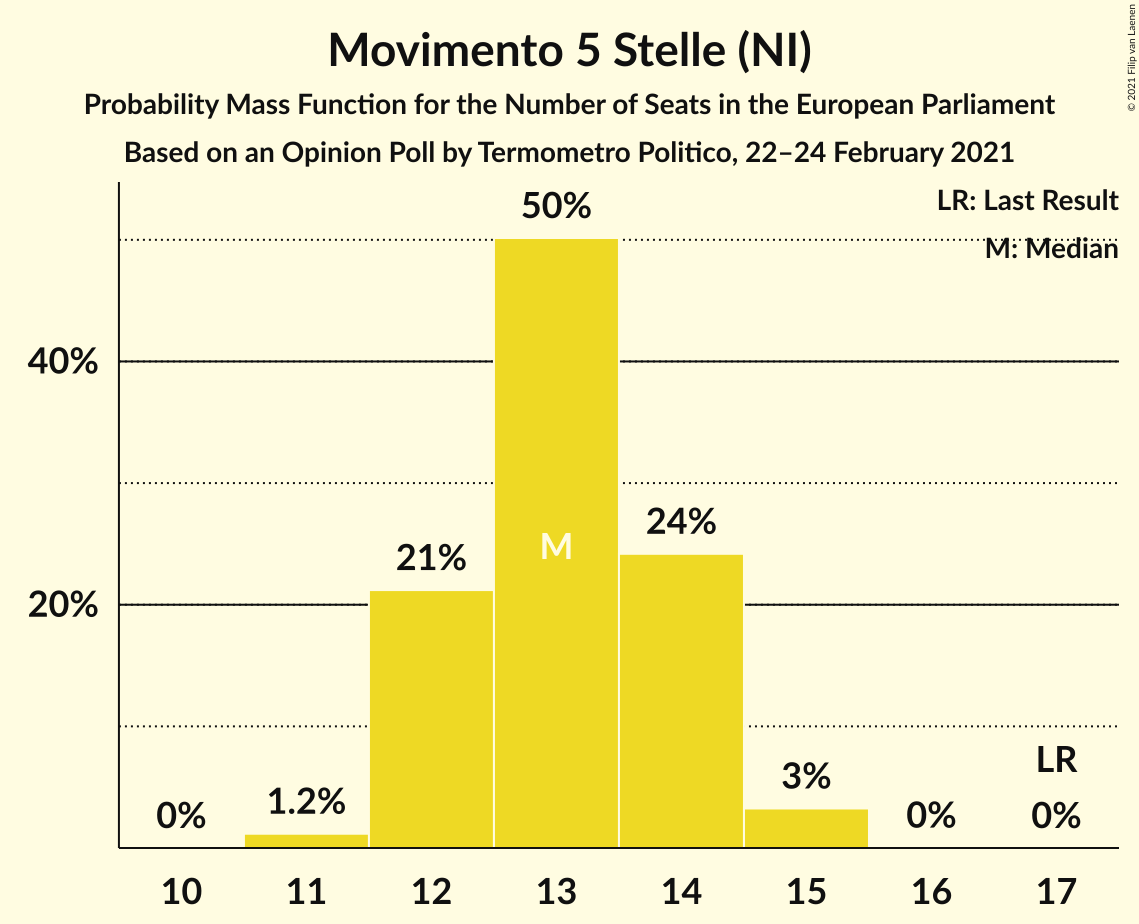 Movimento 5 Stelle (NI)
Probability Mass Function for the Number of Seats in the European Parliament
Based on an Opinion Poll by Termometro Politico, 22–24 February 2021
© 2021 Filip van Laenen
LR: Last Result
M: Median
50%
40%
24%
M
21%
20%
LR
3%
1.2%
0%
0%
0%
10 11 12 13 14 15 16 17